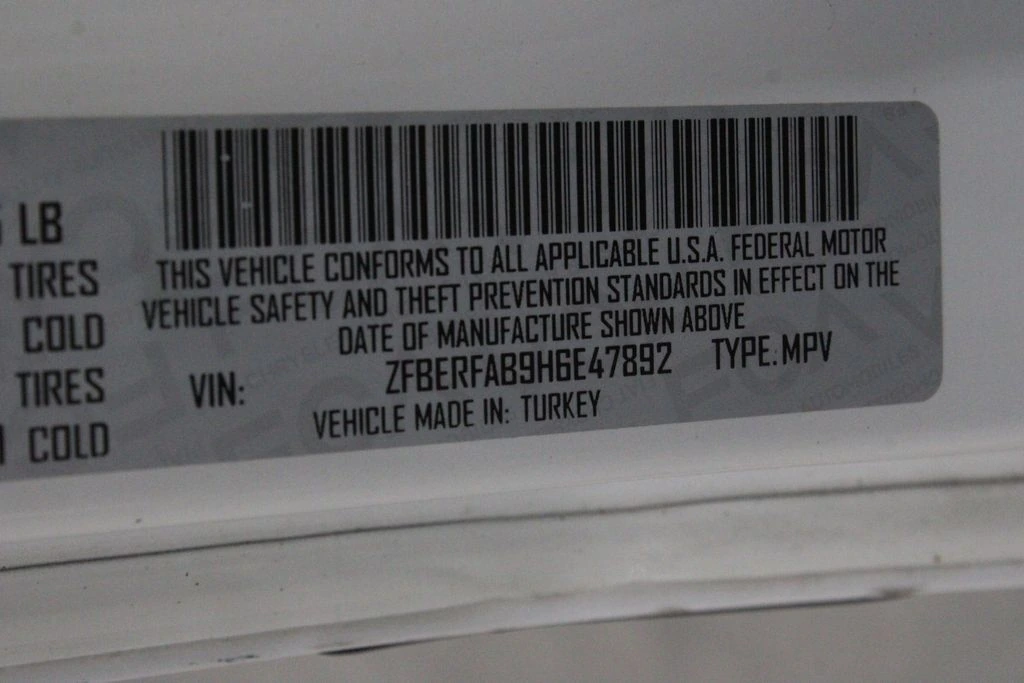 LB
TIRES
COLD
TIRES
COLD
THIS VEHICLE CONFORMS TO ALL APPLICABLE U.S.A. FEDERAL MOTOR
VEHICLE SAFETY AND THEFT PREVENTION STANDARDS IN EFFECT ON THE
DATE OF MANUFACTURE SHOWN ABOVE
VIN: ZFBERFAB9H6E47892 TYPE: MPV
VEHICLE MADE IN: TURKEY